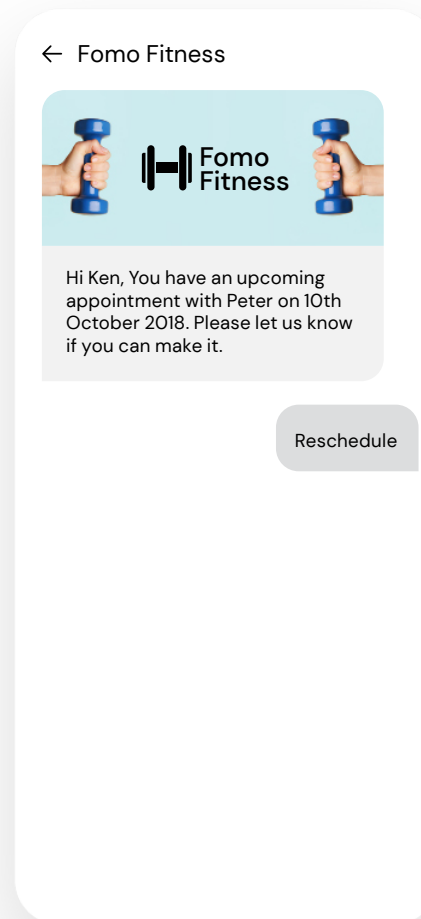 ← Fomo Fitness
Fomo
Fitness
Hi Ken, You have an upcoming
appointment with Peter on 10th
October 2018. Please let us know
if you can make it.
Reschedule